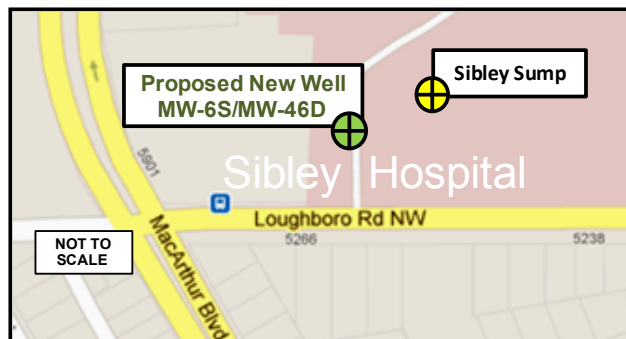 Proposed New Well
MW-6S/MW-46D
Sibley Sump
5901
Sibley Hospital
Loughboro Rd NW
5266
5238
MacArthur Blvd
NOT TO
SCALE